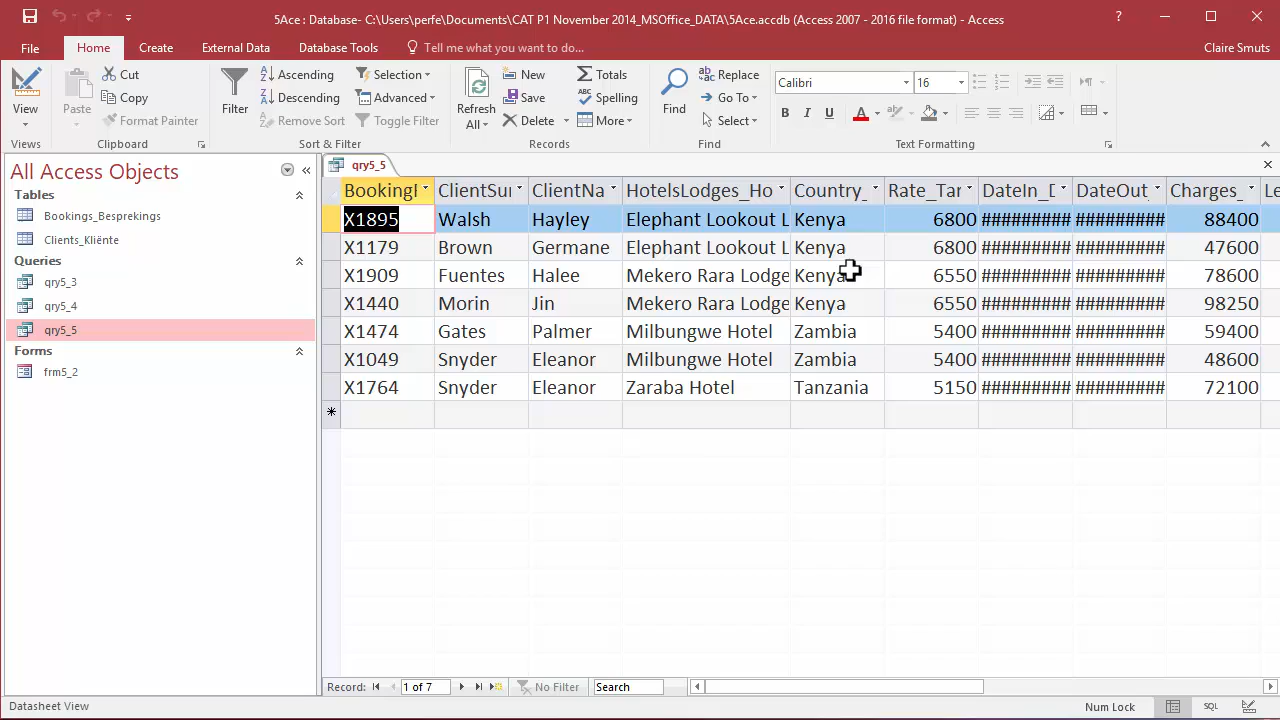 5Ace : Database- C:\Users\perfe\Documents\CAT P1 November 2014_MSOffice_DATA\5Ace.accdb (Access 2007 - 2016 file format) - Access
?
File Home Create External Data Database Tools Tell me what you want to do... Claire Smuts
View
Views
Paste
Cut
Copy
Format Painter
Clipboard
Filter
Ascending
Descending
Remove Sort
Selection
Advanced
Toggle Filter
Sort & Filter
Refresh
All
New
Save
Delete
Totals
Spelling
More
Records
Find
Replace
Go To
Select
Find
Calibri 16
B I U A
Text Formatting
All Access Objects
Tables
Bookings_Besprekings
Clients_Kliënte
Queries
qry5_3
qry5_4
qry5_5
Forms
frm5_2
qry5_5
BookingI ClientSur ClientNa HotelsLodges_Ho Country_ Rate_Tar DateIn_D DateOut_ Charges_ Le
X1895 Walsh Hayley Elephant Lookout L Kenya 6800 ######### ######### 88400
X1179 Brown Germane Elephant Lookout L Kenya 6800 ######### ######### 47600
X1909 Fuentes Halee Mekero Rara Lodge Kenya 6550 ######### ######### 78600
X1440 Morin Jin Mekero Rara Lodge Kenya 6550 ######### ######### 98250
X1474 Gates Palmer Milbungwe Hotel Zambia 5400 ######### ######### 59400
X1049 Snyder Eleanor Milbungwe Hotel Zambia 5400 ######### ######### 48600
X1764 Snyder Eleanor Zaraba Hotel Tanzania 5150 ######### ######### 72100
Record: 1 of 7 No Filter Search
Datasheet View Num Lock SQL